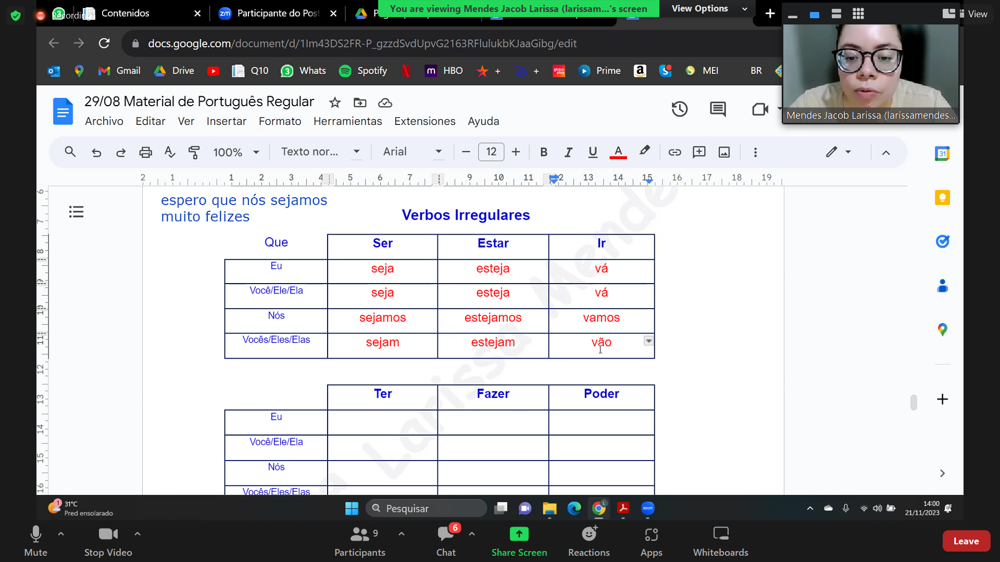 You are viewing Mendes Jacob Larissa (larissam...'s screen
View Options
View
Recording
Contenidos
Participante do Post
docs.google.com/document/d/1Im43DS2FR-P_gzzdSvdUpvG2163RFlulukbKJaaGibg/edit
Gmail Drive Q10 Whats Spotify HBO + + Prime MEI BR
Mendes Jacob Larissa (larissamendes...
29/08 Material de Português Regular
Archivo Editar Ver Insertar Formato Herramientas Extensiones Ayuda
100% Texto nor... Arial 12
2 1 1 2 3 4 5 6 7 9 10 11 12 13 14 15 16 17 18 19
espero que nós sejamos
muito felizes
Verbos Irregulares
Que Ser Estar Ir
Eu seja esteja vá
Você/Ele/Ela seja esteja vá
Nós sejamos estejamos vamos
Vocês/Eles/Elas sejam estejam vão
Ter Fazer Poder
Eu
Você/Ele/Ela
Nós
Vocês/Eles/Elas
Larissa Mende
31°C
Pred ensolarado
Pesquisar
14:00
21/11/2023
Mute
Stop Video
9
Participants
6
Chat
Share Screen
Reactions
Apps
Whiteboards
Leave